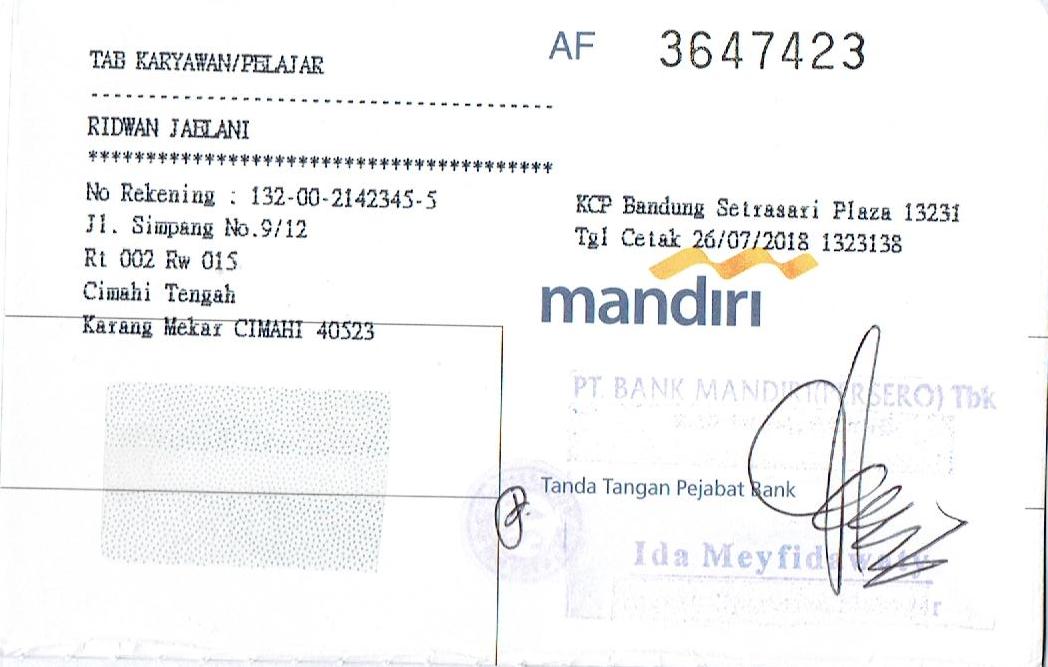 AF 3647423
TAB KARYAWAN/PELAJAR
----------------------------------------
RIDWAN JAELANI
****************************************
No Rekening : 132-00-2142345-5
Jl. Simpang No.9/12
Rt 002 Rw 015
Cimahi Tengah
Karang Mekar CIMAHI 40523
KCP Bandung Setrasari Plaza 13231
Tgl Cetak 26/07/2018 1323138
mandiri
PT. BANK MANDIRI (PERSERO) Tbk
Tanda Tangan Pejabat Bank
Ida Meyfidawaty